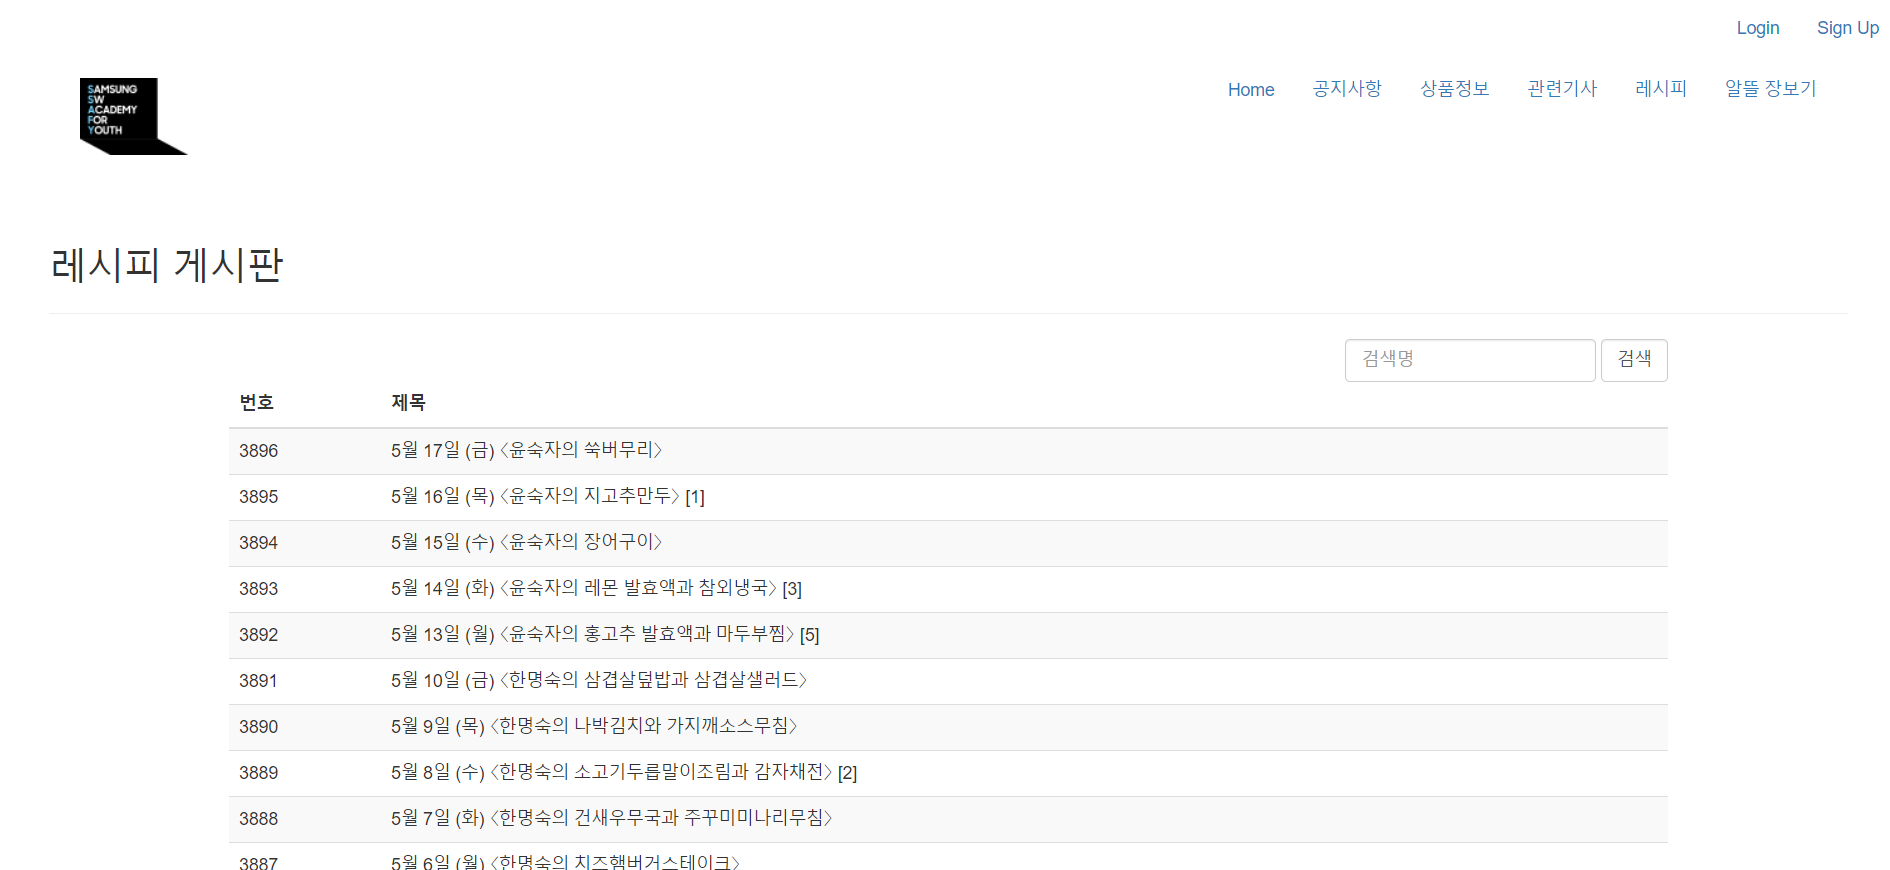 Login Sign Up
SAMSUNG
SW
ACADEMY
FOR
YOUTH
Home 공지사항 상품정보 관련기사 레시피 알뜰 장보기
레시피 게시판
검색명 검색
번호 제목
3896 5월 17일 (금) 〈윤숙자의 쑥버무리〉
3895 5월 16일 (목) 〈윤숙자의 지고추만두〉 [1]
3894 5월 15일 (수) 〈윤숙자의 장어구이〉
3893 5월 14일 (화) 〈윤숙자의 레몬 발효액과 참외냉국〉 [3]
3892 5월 13일 (월) 〈윤숙자의 홍고추 발효액과 마두부찜〉 [5]
3891 5월 10일 (금) 〈한명숙의 삼겹살덮밥과 삼겹살샐러드〉
3890 5월 9일 (목) 〈한명숙의 나박김치와 가지깨소스무침〉
3889 5월 8일 (수) 〈한명숙의 소고기두릅말이조림과 감자채전〉 [2]
3888 5월 7일 (화) 〈한명숙의 건새우무국과 주꾸미미나리무침〉
3887 5월 6일 (월) 〈한명숙의 치즈햄버거스테이크〉